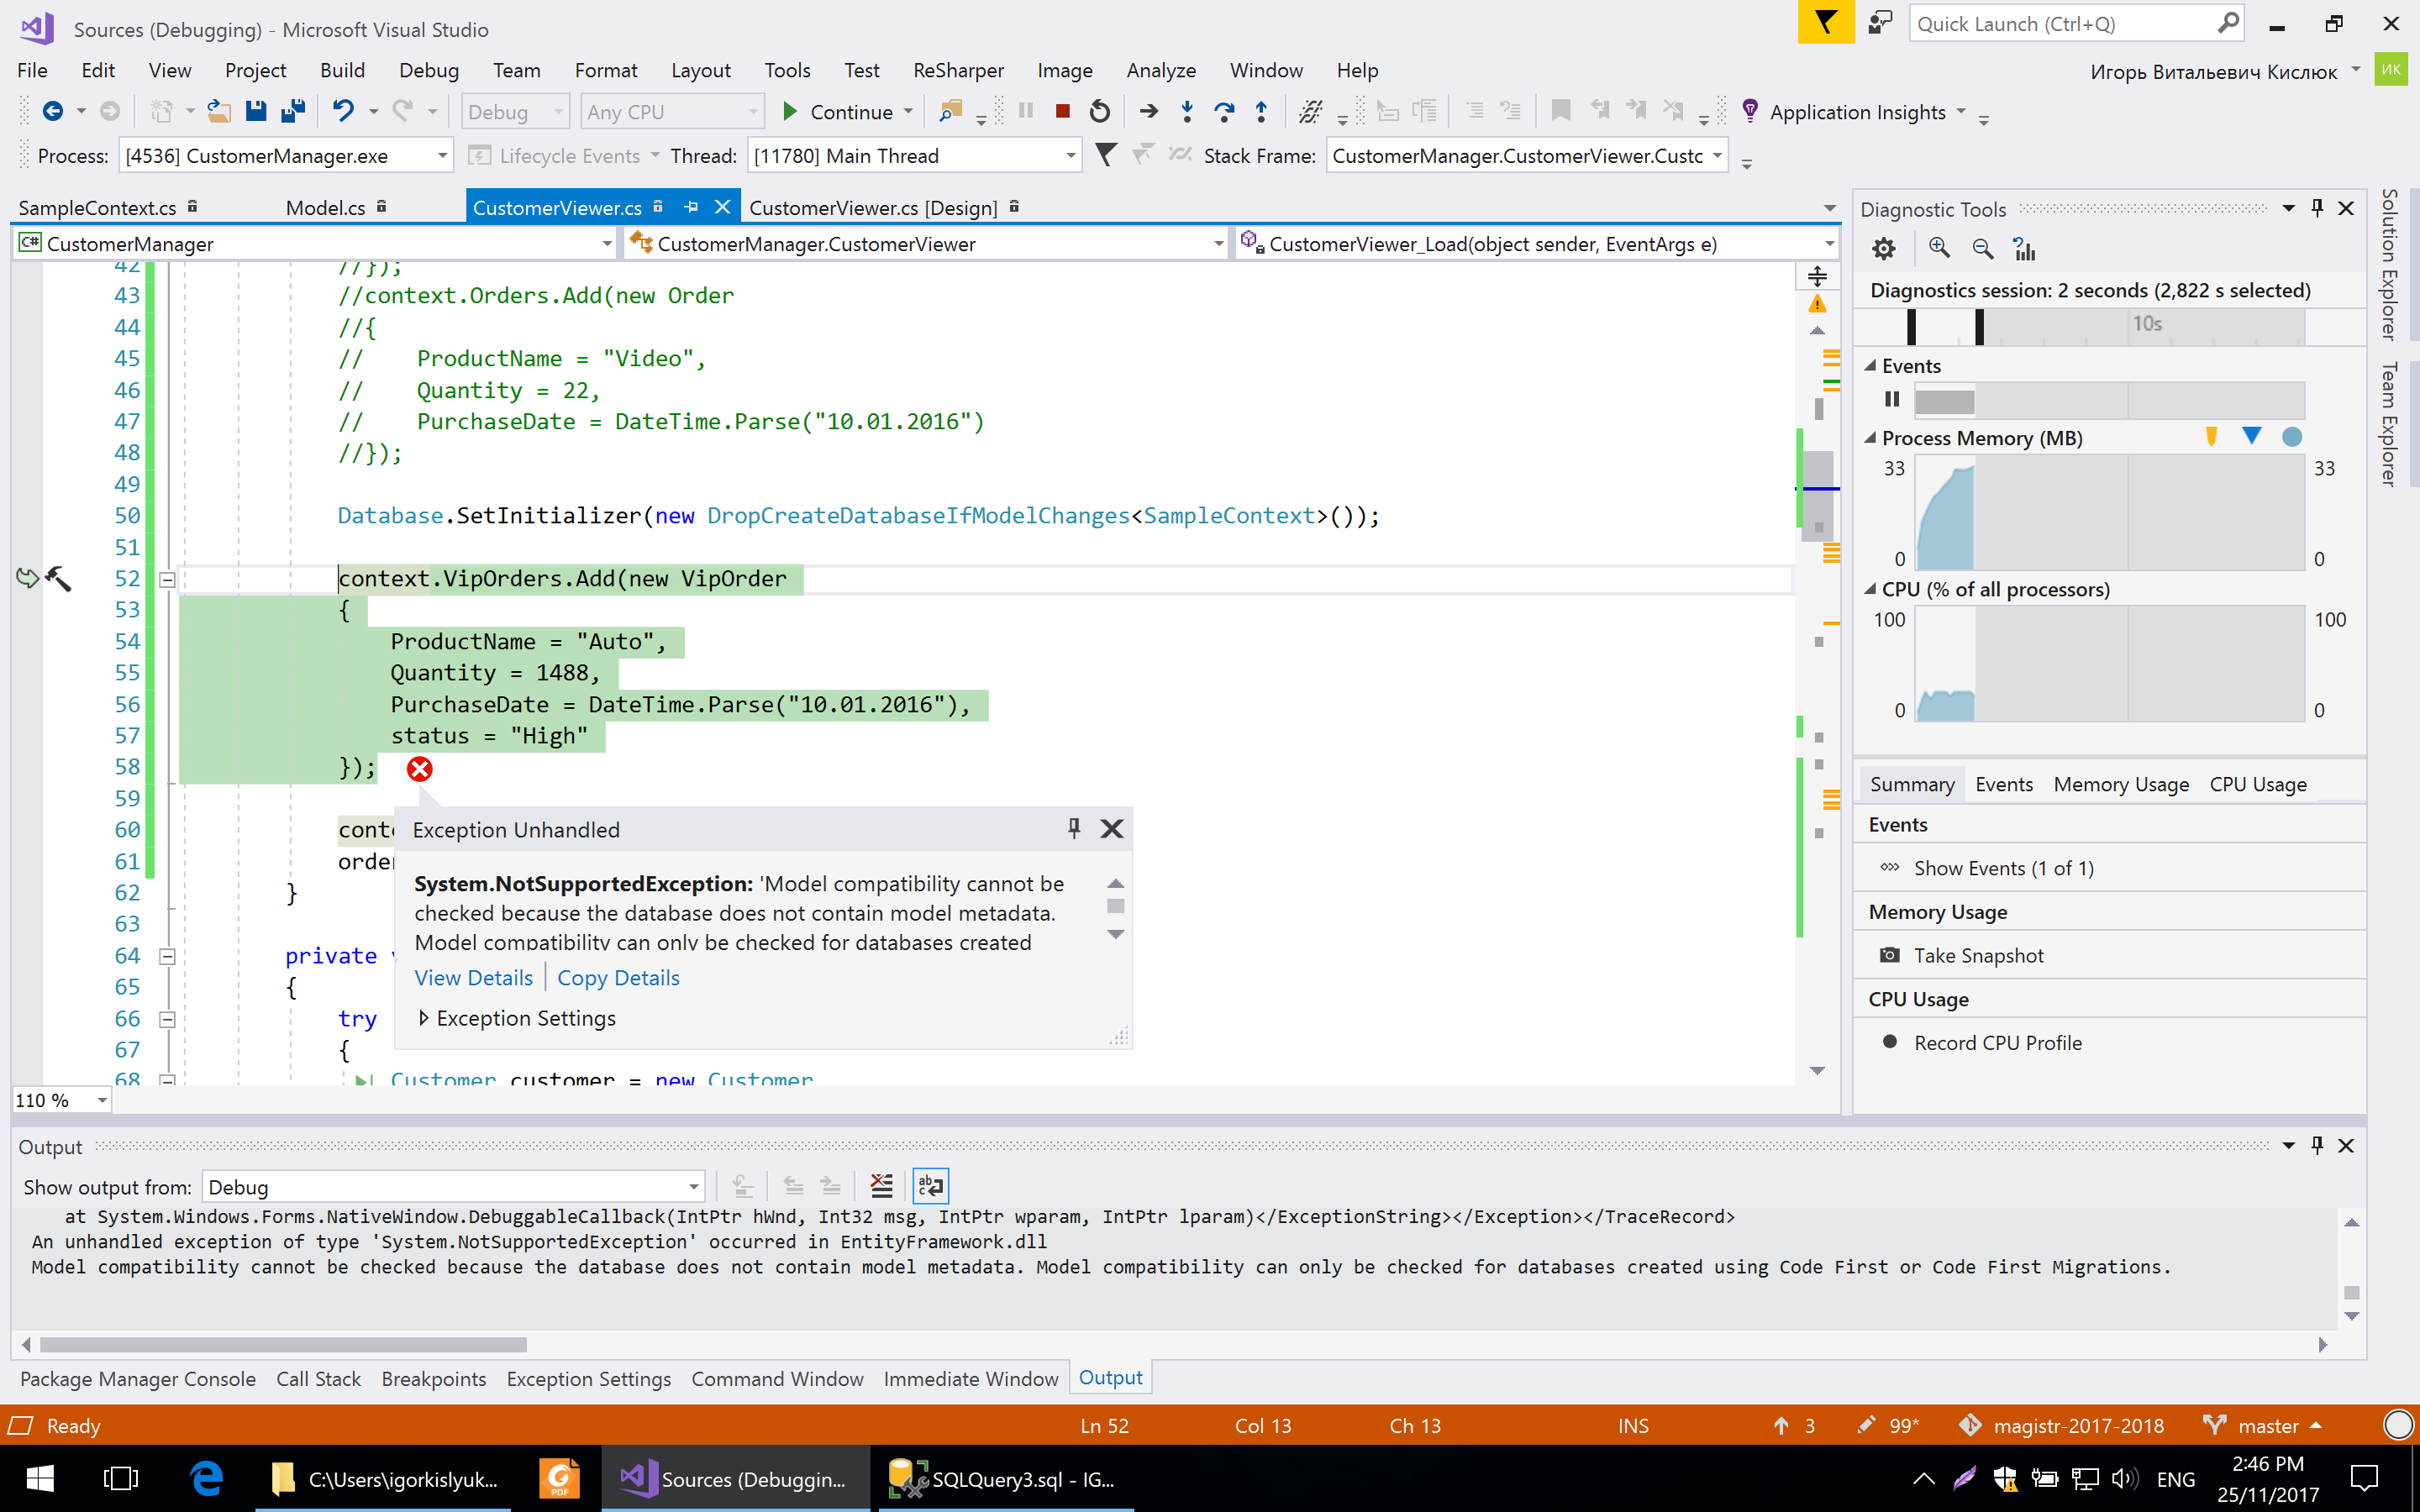 Sources (Debugging) - Microsoft Visual Studio
Quick Launch (Ctrl+Q)
File Edit View Project Build Debug Team Format Layout Tools Test ReSharper Image Analyze Window Help
Игорь Витальевич Кислюк
ИК
Debug Any CPU Continue Application Insights
Process: [4536] CustomerManager.exe Lifecycle Events Thread: [11780] Main Thread Stack Frame: CustomerManager.CustomerViewer.Custc
SampleContext.cs Model.cs CustomerViewer.cs CustomerViewer.cs [Design]
C# CustomerManager CustomerManager.CustomerViewer CustomerViewer_Load(object sender, EventArgs e)
42 //});
43 //context.Orders.Add(new Order
44 //{
45 // ProductName = "Video",
46 // Quantity = 22,
47 // PurchaseDate = DateTime.Parse("10.01.2016")
48 //});
49
50 Database.SetInitializer(new DropCreateDatabaseIfModelChanges<SampleContext>());
51
52 context.VipOrders.Add(new VipOrder
53 {
54 ProductName = "Auto",
55 Quantity = 1488,
56 PurchaseDate = DateTime.Parse("10.01.2016"),
57 status = "High"
58 });
59
60 conte
61 order
62 }
63
64 private v
65 {
66 try
67 {
68 Customer customer = new Customer
Exception Unhandled
System.NotSupportedException: 'Model compatibility cannot be
checked because the database does not contain model metadata.
Model compatibility can only be checked for databases created
View Details Copy Details
Exception Settings
110 %
Diagnostic Tools
Diagnostics session: 2 seconds (2,822 s selected)
10s
Events
Process Memory (MB)
33 33
0 0
CPU (% of all processors)
100 100
0 0
Summary Events Memory Usage CPU Usage
Events
Show Events (1 of 1)
Memory Usage
Take Snapshot
CPU Usage
Record CPU Profile
Solution Explorer
Team Explorer
Output
Show output from: Debug
at System.Windows.Forms.NativeWindow.DebuggableCallback(IntPtr hWnd, Int32 msg, IntPtr wparam, IntPtr lparam)</ExceptionString></Exception></TraceRecord>
An unhandled exception of type 'System.NotSupportedException' occurred in EntityFramework.dll
Model compatibility cannot be checked because the database does not contain model metadata. Model compatibility can only be checked for databases created using Code First or Code First Migrations.
Package Manager Console Call Stack Breakpoints Exception Settings Command Window Immediate Window Output
Ready Ln 52 Col 13 Ch 13 INS 3 99* magistr-2017-2018 master
C:\Users\igorkislyuk... PDF Sources (Debuggin... SQLQuery3.sql - IG... ENG
2:46 PM
25/11/2017